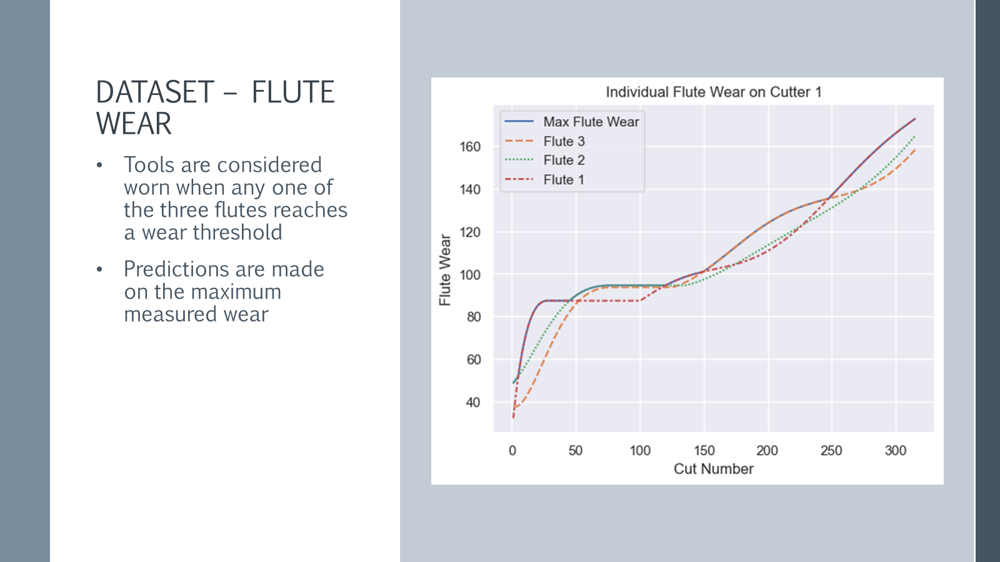 DATASET – FLUTE
WEAR
• Tools are considered
worn when any one of
the three flutes reaches
a wear threshold
• Predictions are made
on the maximum
measured wear
Individual Flute Wear on Cutter 1
Max Flute Wear
Flute 3
Flute 2
Flute 1
Flute Wear
160
140
120
100
80
60
40
0 50 100 150 200 250 300
Cut Number